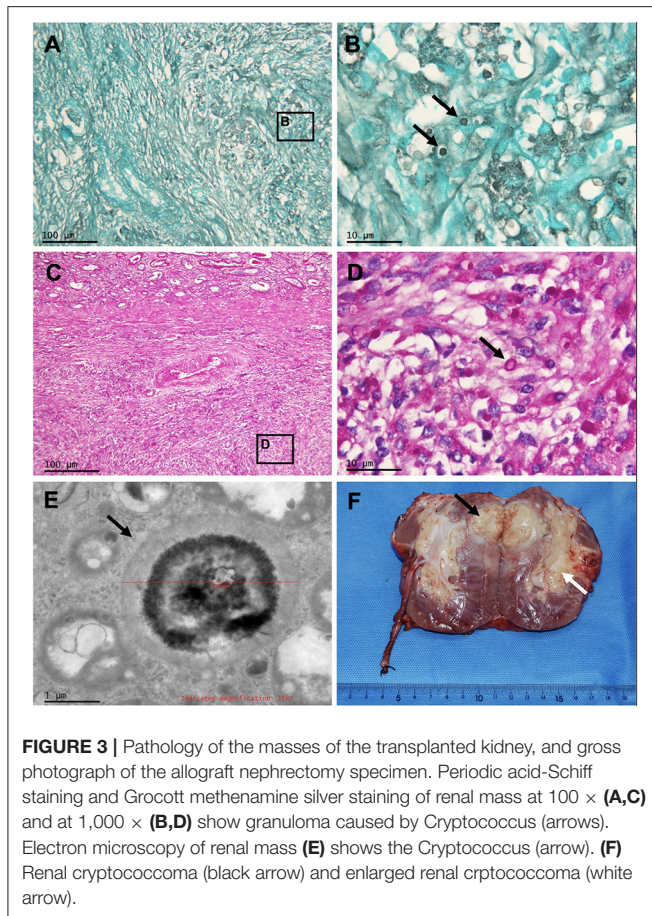 A
B
B
100 μm
10 μm
C
D
D
100 μm
10 μm
E
F
1 μm
5
10
15
FIGURE 3 | Pathology of the masses of the transplanted kidney, and gross
photograph of the allograft nephrectomy specimen. Periodic acid-Schiff
staining and Grocott methenamine silver staining of renal mass at 100 × (A,C)
and at 1,000 × (B,D) show granuloma caused by Cryptococcus (arrows).
Electron microscopy of renal mass (E) shows the Cryptococcus (arrow). (F)
Renal cryptococcoma (black arrow) and enlarged renal crptococcoma (white
arrow).